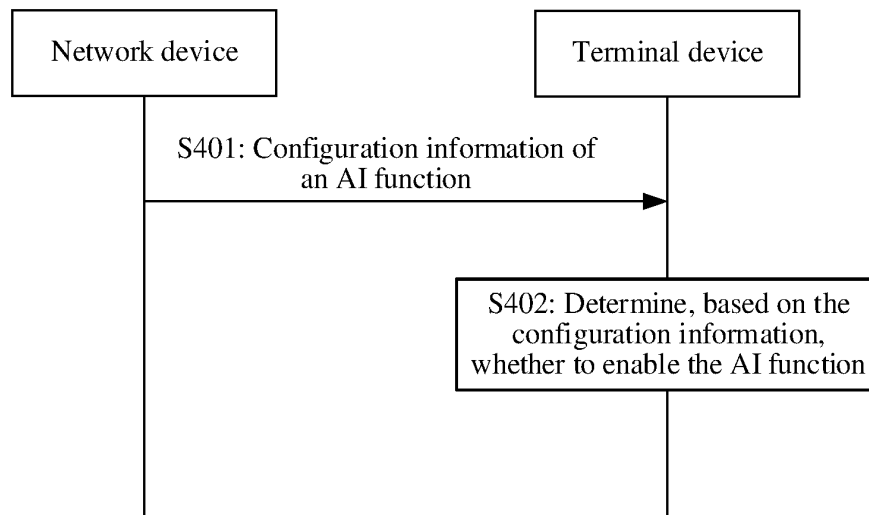 Network device
Terminal device
S401: Configuration information of
an AI function
S402: Determine, based on the
configuration information,
whether to enable the AI function